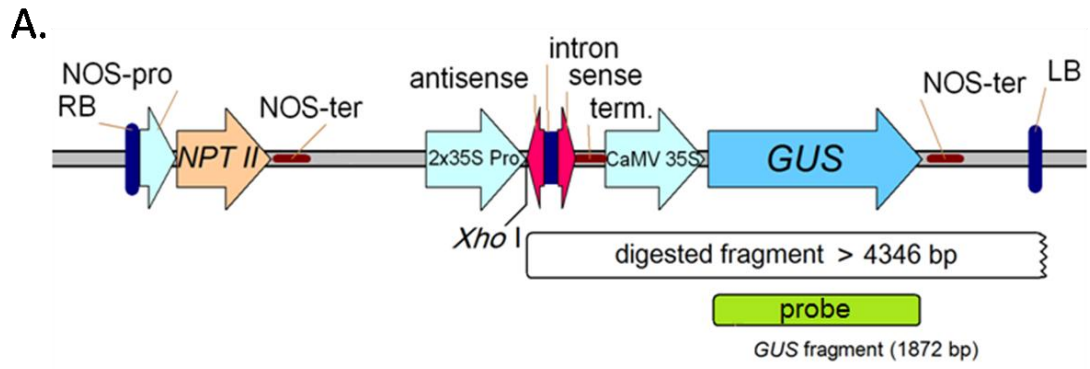 A.
NOS-pro
RB
NPT II
NOS-ter
antisense
intron
sense
term.
2x35S Pro
CaMV 35S
GUS
NOS-ter
LB
Xho I
digested fragment > 4346 bp
probe
GUS fragment (1872 bp)